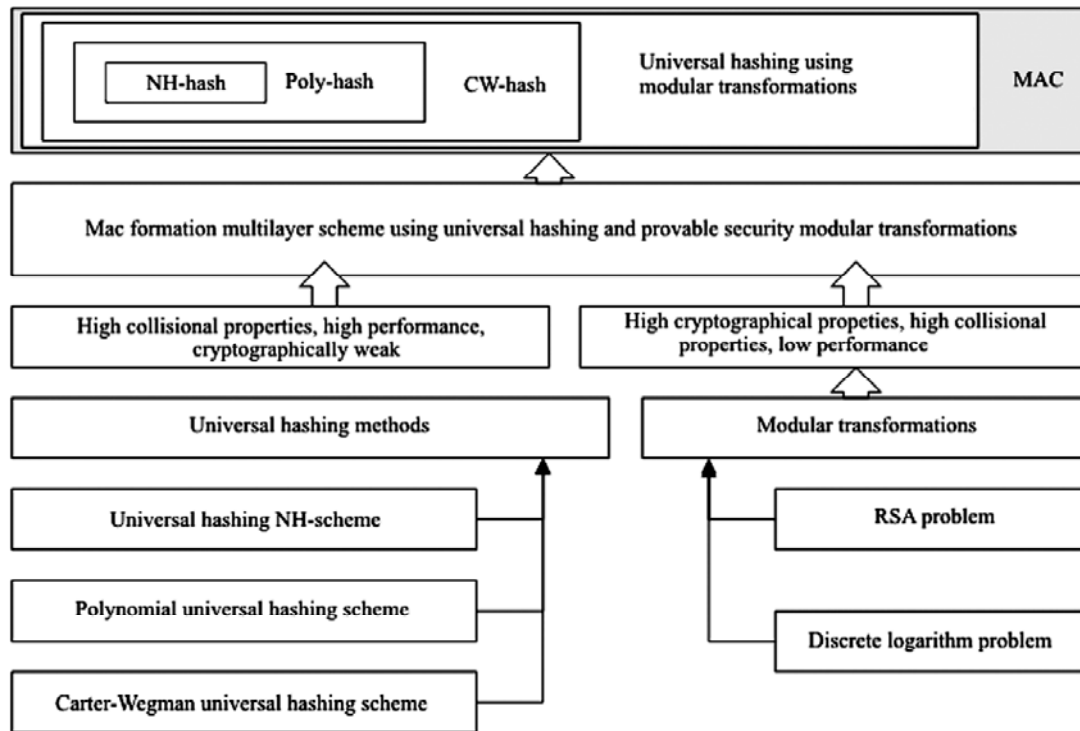 NH-hash
Poly-hash
CW-hash
Universal hashing using
modular transformations
MAC
Mac formation multilayer scheme using universal hashing and provable security modular transformations
High collisional properties, high performance,
cryptographically weak
High cryptographical propeties, high collisional
properties, low performance
Universal hashing methods
Modular transformations
Universal hashing NH-scheme
RSA problem
Polynomial universal hashing scheme
Discrete logarithm problem
Carter-Wegman universal hashing scheme